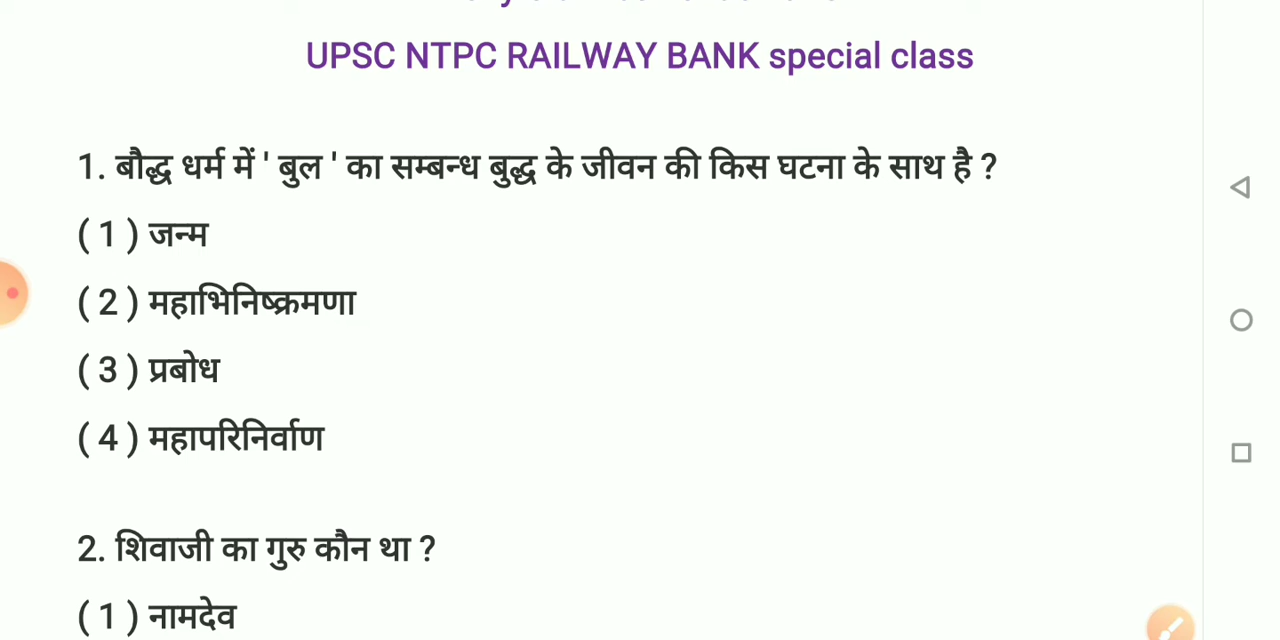 UPSC NTPC RAILWAY BANK special class
1. बौद्ध धर्म में ' बुल ' का सम्बन्ध बुद्ध के जीवन की किस घटना के साथ है ?
( 1 ) जन्म
( 2 ) महाभिनिष्क्रमणा
( 3 ) प्रबोध
( 4 ) महापरिनिर्वाण
2. शिवाजी का गुरु कौन था ?
( 1 ) नामदेव